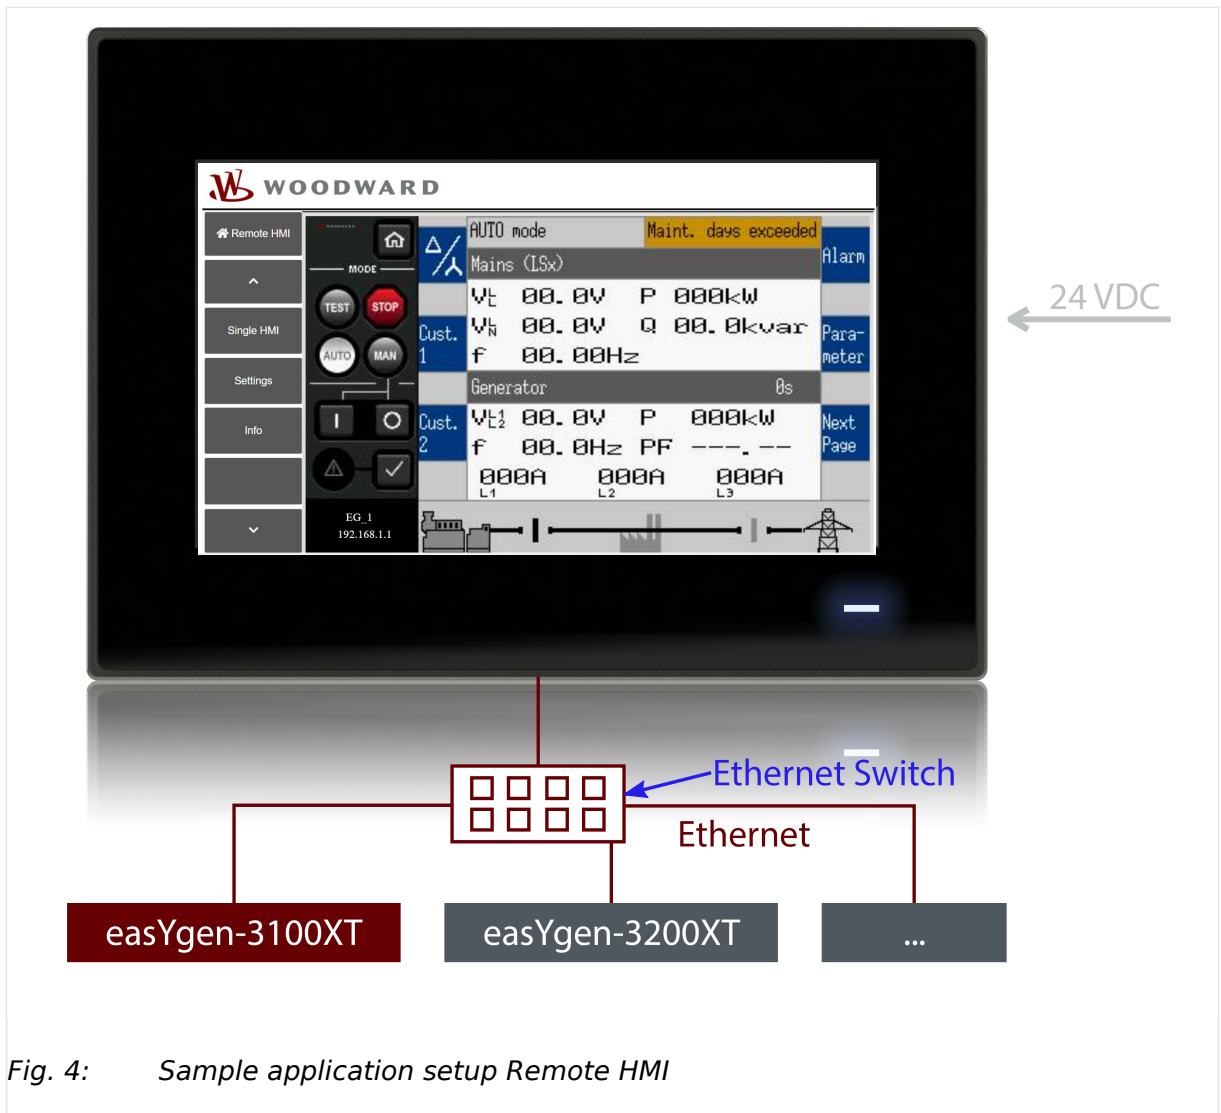 WOODWARD
Remote HMI
Single HMI
Settings
Info
MODE
TEST
STOP
AUTO
MAN
EG_1
192.168.1.1
Cust.
1
Cust.
2
AUTO mode
Maint. days exceeded
Mains (LSx)
VLL 00.0V P 000kW
VLN 00.0V Q 00.0kvar
f 00.00Hz
Generator 0s
VL12 00.0V P 000kW
f 00.0Hz PF ---.--
000A 000A 000A
L1 L2 L3
Alarm
Para-
meter
Next
Page
24 VDC
Ethernet Switch
Ethernet
easYgen-3100XT
easYgen-3200XT
...
Fig. 4: Sample application setup Remote HMI